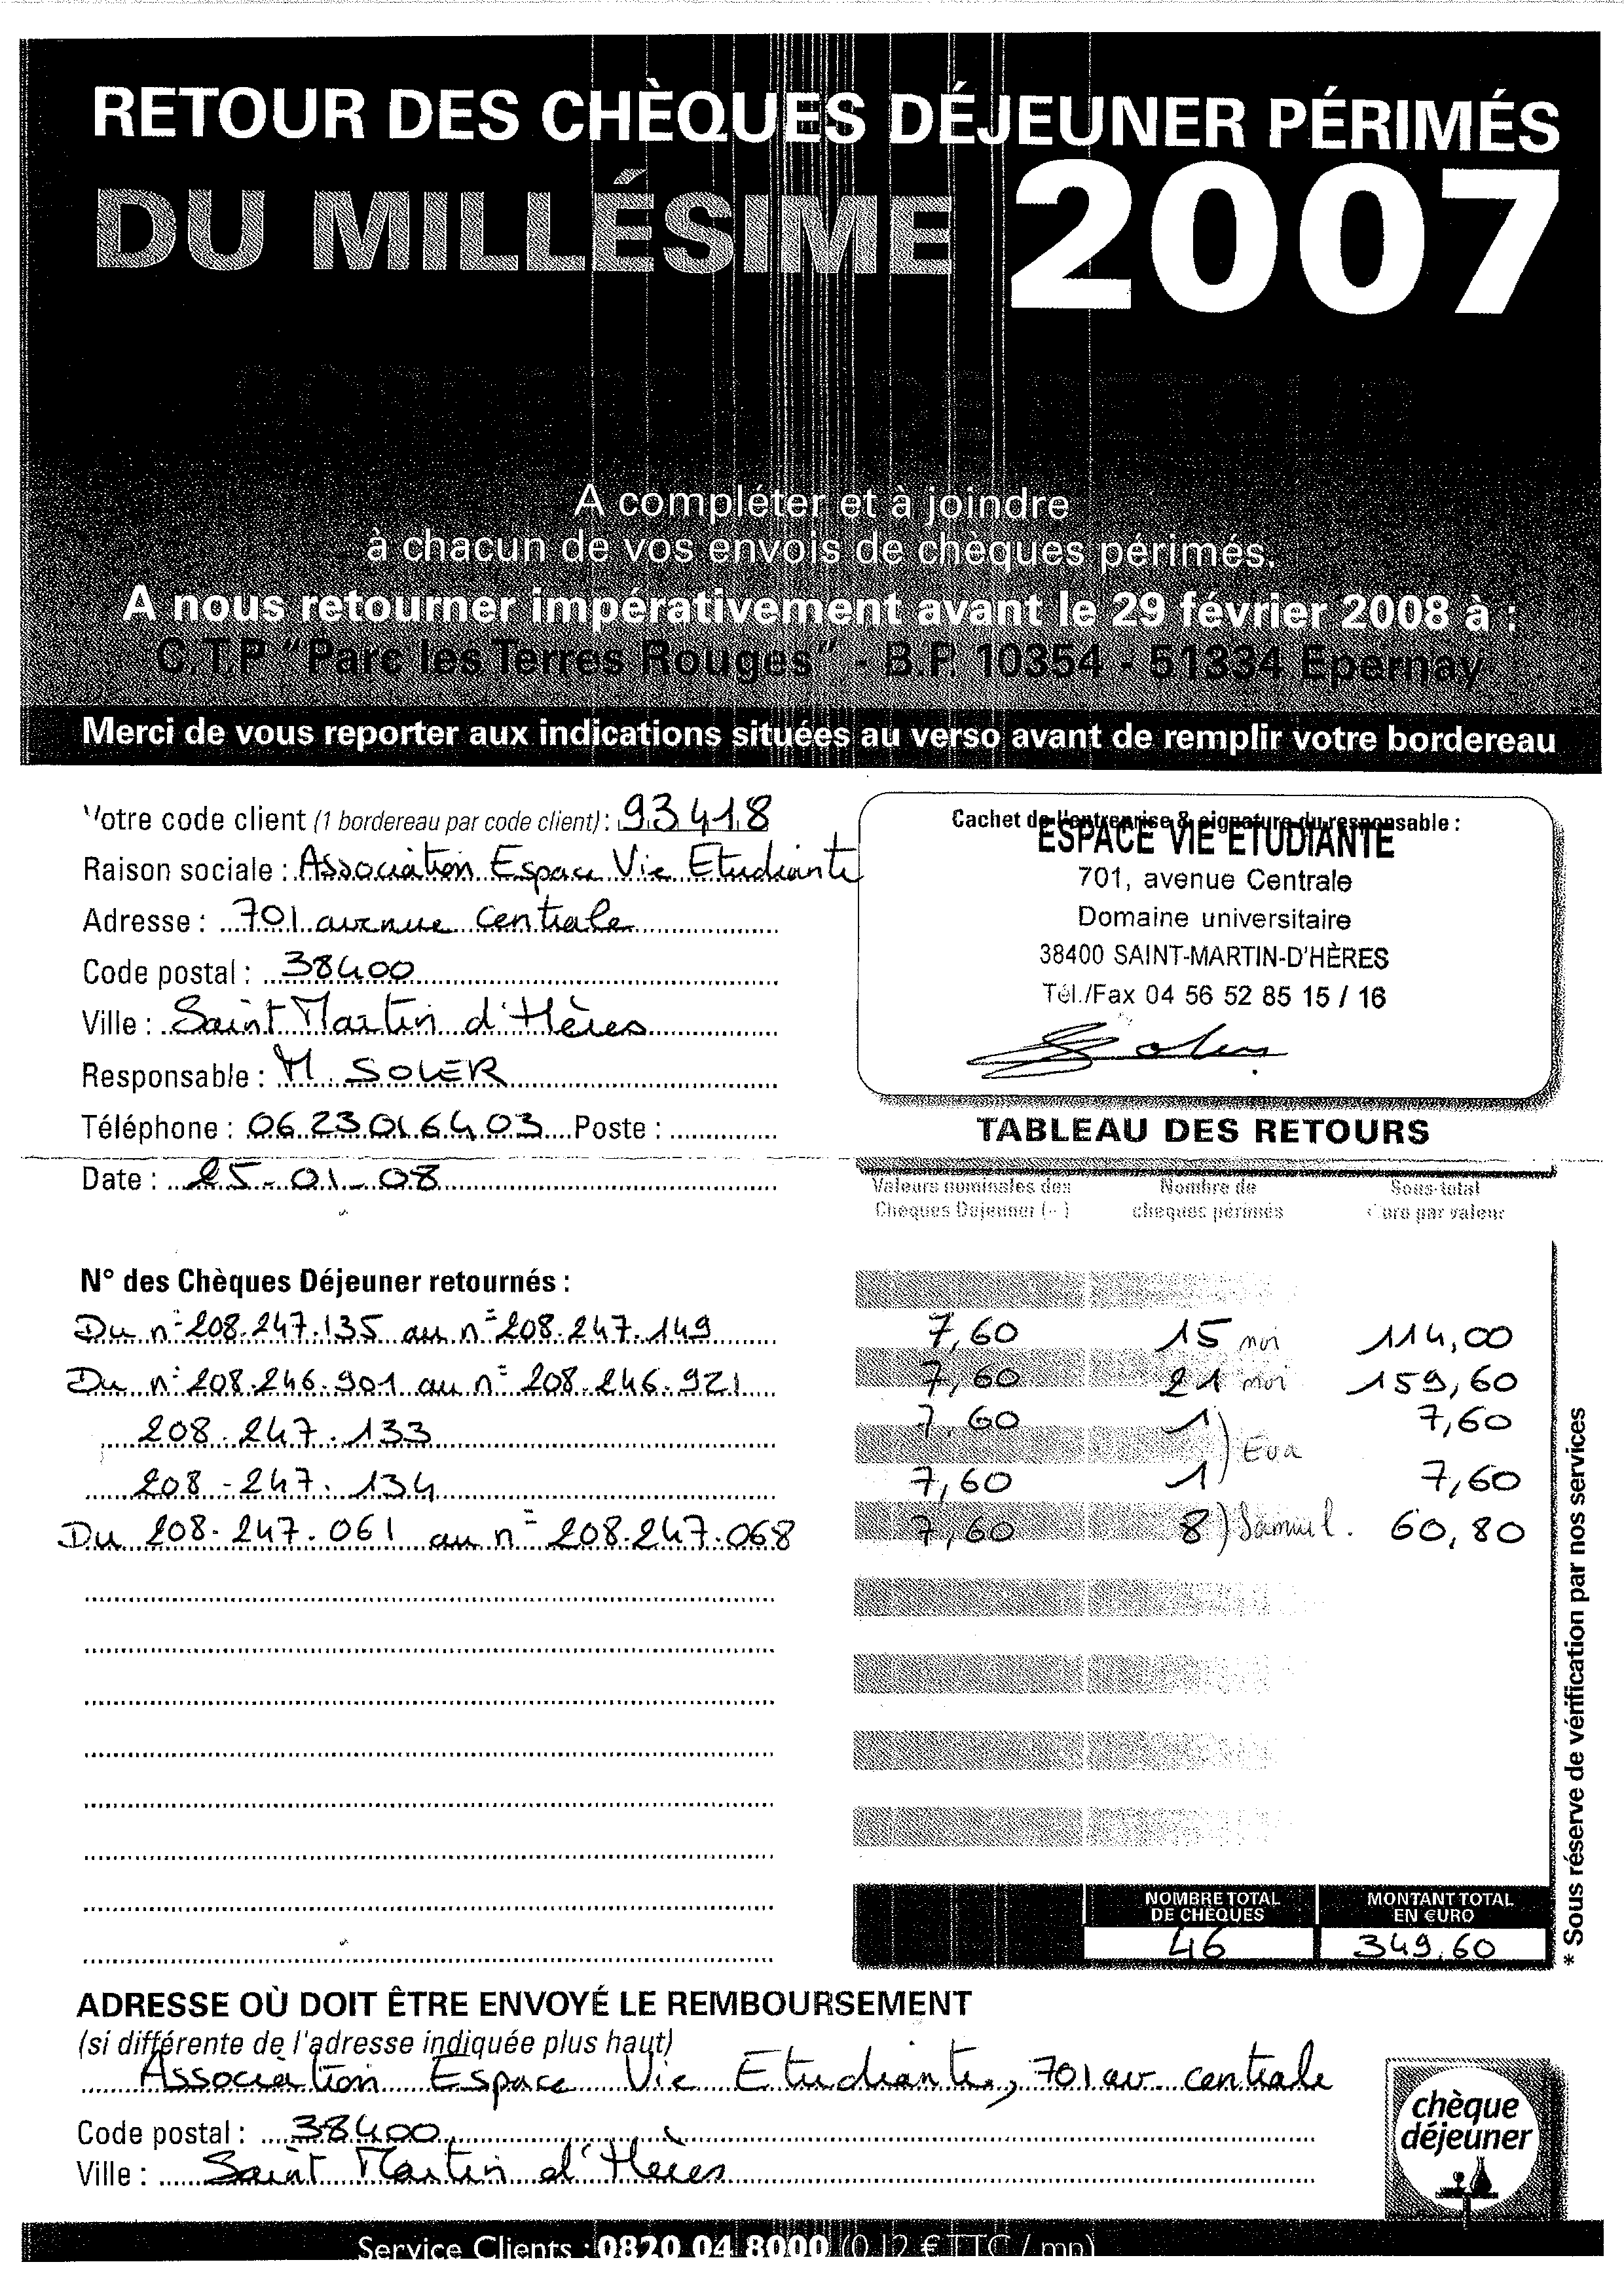 RETOUR DES CHÈQUES DÉJEUNER PÉRIMÉS
DU MILLÉSIME 2007
BORDEREAU DE RETOUR
A compléter et à joindre
à chacun de vos envois de chèques périmés.
A nous retourner impérativement avant le 29 février 2008 à :
C.T.P "Parc les Terres Rouges" - B.P. 10354 - 51334 Epernay
Merci de vous reporter aux indications situées au verso avant de remplir votre bordereau
Votre code client (1 bordereau par code client) : 93418
Raison sociale : Association Espace Vie Etudiante
Adresse : 701 avenue Centrale
Code postal : 38400
Ville : Saint Martin d'Hères
Responsable : M SOLER
Téléphone : 06 23 01 64 03 Poste :
Date : 25-01-08
Cachet de l'entreprise & signature du responsable :
ESPACE VIE ETUDIANTE
701, avenue Centrale
Domaine universitaire
38400 SAINT-MARTIN-D'HÈRES
Tél./Fax 04 56 52 85 15 / 16
TABLEAU DES RETOURS
Valeurs nominales des Chèques Déjeuner Nombre de chèques périmés Sous-total Euro par valeur
N° des Chèques Déjeuner retournés :
Du n° 208.247.135 au n° 208.247.149 7,60 15 moi 114,00
Du n° 208.246.901 au n° 208.246.921 7,60 21 moi 159,60
208.247.133 7,60 1 ) Eva 7,60
208-247.134 7,60 1 ) 7,60
Du 208.247.061 au n° 208.247.068 7,60 8 ) Samuel. 60,80
NOMBRE TOTAL DE CHÈQUES MONTANT TOTAL EN €URO
46 349,60
* Sous réserve de vérification par nos services
ADRESSE OÙ DOIT ÊTRE ENVOYÉ LE REMBOURSEMENT
(si différente de l'adresse indiquée plus haut)
Association Espace Vie Etudiante, 701 av. centrale
Code postal : 38400
Ville : Saint Martin d'Hères
chèque
déjeuner
Service Clients : 0820 04 8000 (0,12 € TTC / mn)